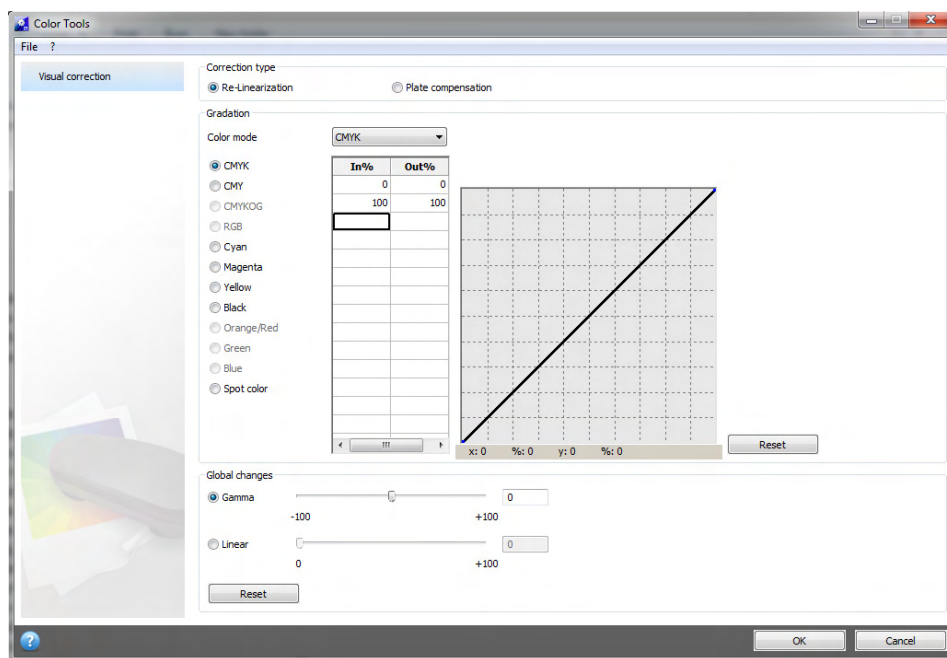 Color Tools
File ?
Visual correction
Correction type
Re-Linearization Plate compensation
Gradation
Color mode CMYK
CMYK
CMY
CMYKOG
RGB
Cyan
Magenta
Yellow
Black
Orange/Red
Green
Blue
Spot color
In% Out%
0 0
100 100
x: 0 %: 0 y: 0 %: 0
Reset
Global changes
Gamma 0
-100 +100
Linear 0
0 +100
Reset
? OK Cancel